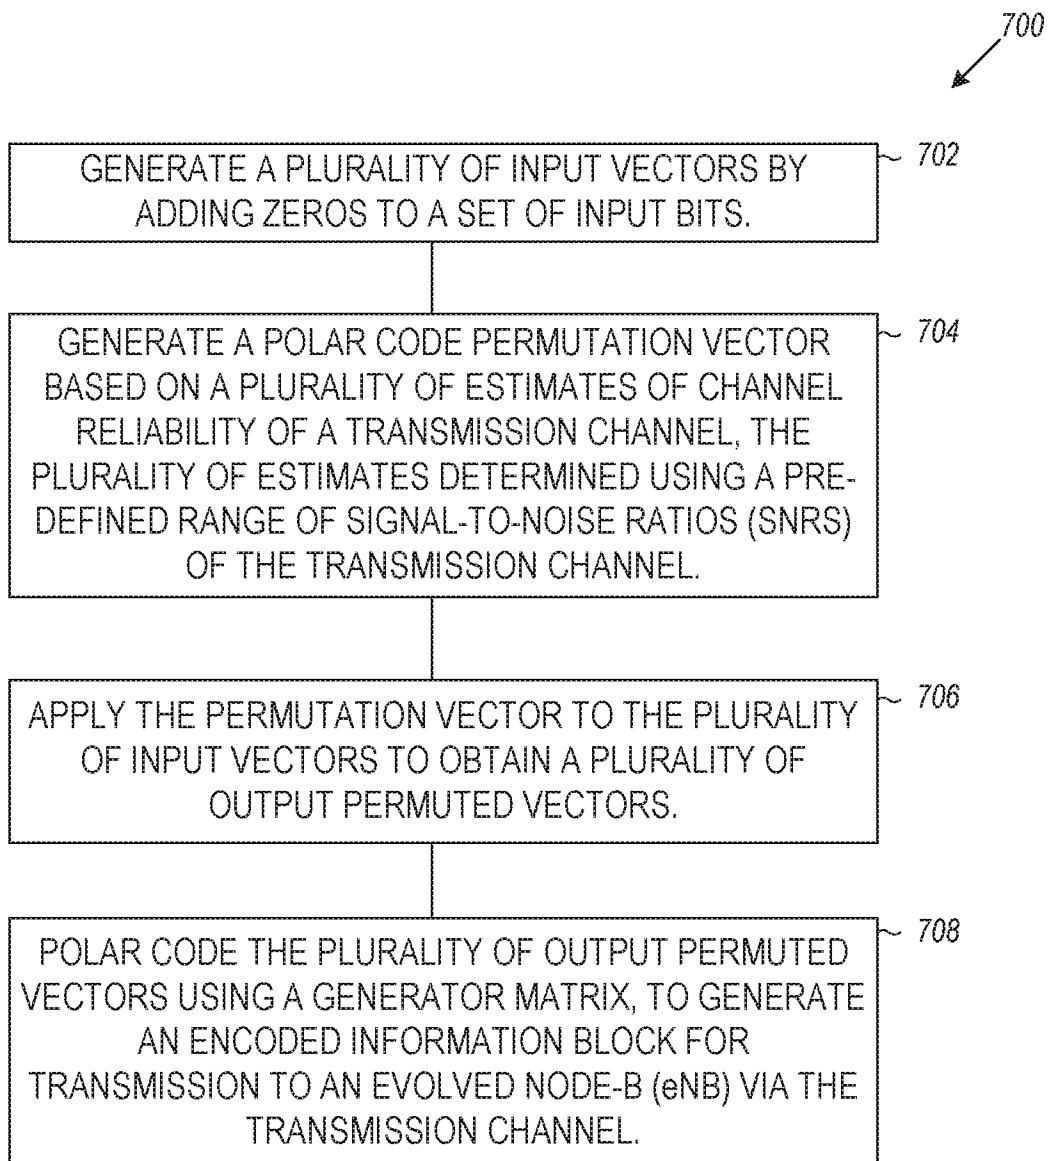 700
702
GENERATE A PLURALITY OF INPUT VECTORS BY
ADDING ZEROS TO A SET OF INPUT BITS.
704
GENERATE A POLAR CODE PERMUTATION VECTOR
BASED ON A PLURALITY OF ESTIMATES OF CHANNEL
RELIABILITY OF A TRANSMISSION CHANNEL, THE
PLURALITY OF ESTIMATES DETERMINED USING A PRE-
DEFINED RANGE OF SIGNAL-TO-NOISE RATIOS (SNRS)
OF THE TRANSMISSION CHANNEL.
706
APPLY THE PERMUTATION VECTOR TO THE PLURALITY
OF INPUT VECTORS TO OBTAIN A PLURALITY OF
OUTPUT PERMUTED VECTORS.
708
POLAR CODE THE PLURALITY OF OUTPUT PERMUTED
VECTORS USING A GENERATOR MATRIX, TO GENERATE
AN ENCODED INFORMATION BLOCK FOR
TRANSMISSION TO AN EVOLVED NODE-B (eNB) VIA THE
TRANSMISSION CHANNEL.